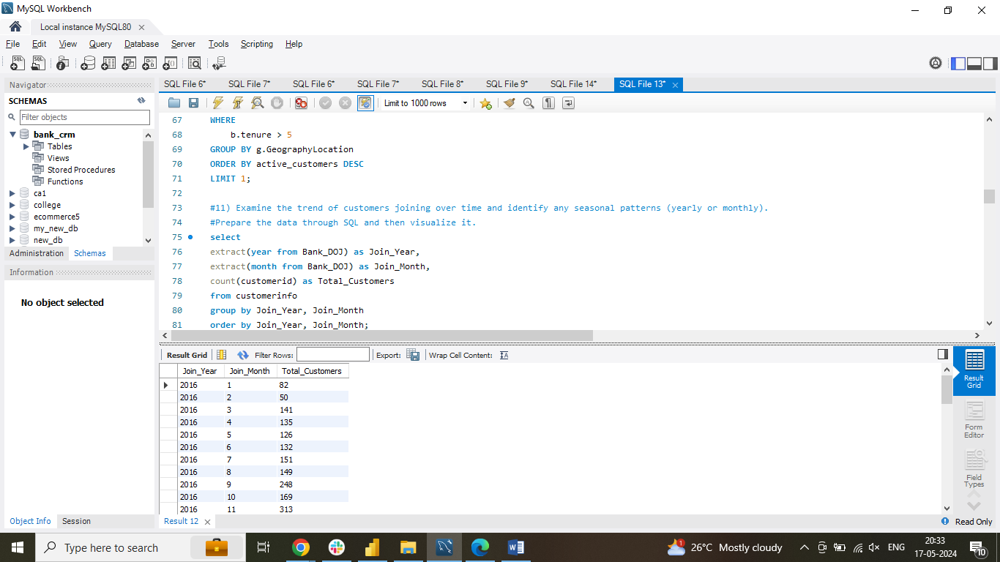 MySQL Workbench
Local instance MySQL80
File Edit View Query Database Server Tools Scripting Help
Navigator
SCHEMAS
Filter objects
bank_crm
Tables
Views
Stored Procedures
Functions
ca1
college
ecommerce5
my_new_db
new_db
Administration Schemas
Information
No object selected
Object Info Session
SQL File 6* SQL File 7* SQL File 6* SQL File 7* SQL File 8* SQL File 9* SQL File 14* SQL File 13*
Limit to 1000 rows
67 WHERE
68 b.tenure > 5
69 GROUP BY g.GeographyLocation
70 ORDER BY active_customers DESC
71 LIMIT 1;
72
73 #11) Examine the trend of customers joining over time and identify any seasonal patterns (yearly or monthly).
74 #Prepare the data through SQL and then visualize it.
75 select
76 extract(year from Bank_DOJ) as Join_Year,
77 extract(month from Bank_DOJ) as Join_Month,
78 count(customerid) as Total_Customers
79 from customerinfo
80 group by Join_Year, Join_Month
81 order by Join_Year, Join_Month;
Result Grid Filter Rows: Export: Wrap Cell Content:
Join_Year Join_Month Total_Customers
2016 1 82
2016 2 50
2016 3 141
2016 4 135
2016 5 126
2016 6 132
2016 7 151
2016 8 149
2016 9 248
2016 10 169
2016 11 313
Result
Grid
Form
Editor
Field
Types
Result 12
Read Only
Type here to search
1
26°C Mostly cloudy
ENG
20:33
17-05-2024
10